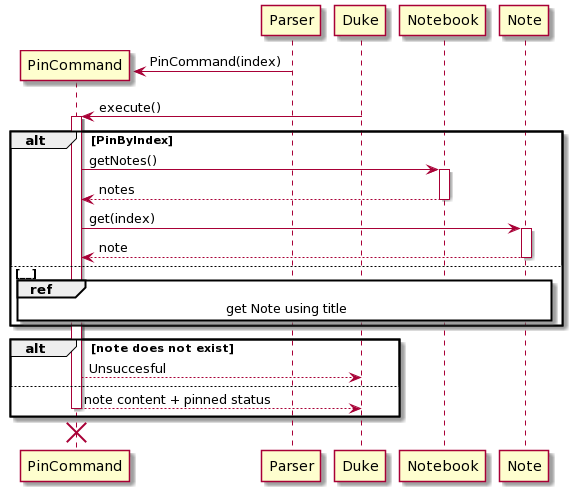 Parser
Duke
Notebook
Note
PinCommand
PinCommand(index)
execute()
alt
[PinByIndex]
getNotes()
notes
get(index)
note
[__]
ref
get Note using title
alt
[note does not exist]
Unsuccesful
note content + pinned status
PinCommand
Parser
Duke
Notebook
Note